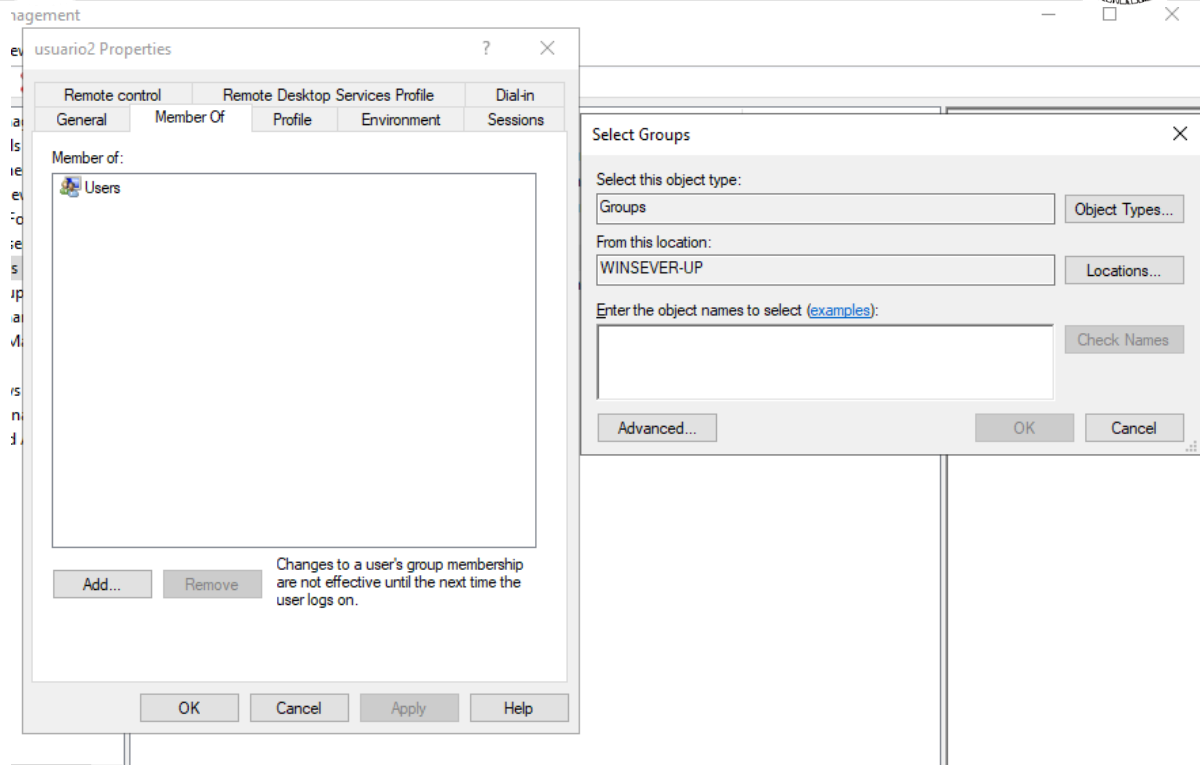 nagement
usuario2 Properties
?
Remote control Remote Desktop Services Profile Dial-in
General Member Of Profile Environment Sessions
Member of:
Users
Add... Remove
Changes to a user's group membership
are not effective until the next time the
user logs on.
OK Cancel Apply Help
Select Groups
Select this object type:
Groups
Object Types...
From this location:
WINSEVER-UP
Locations...
Enter the object names to select (examples):
Check Names
Advanced... OK Cancel